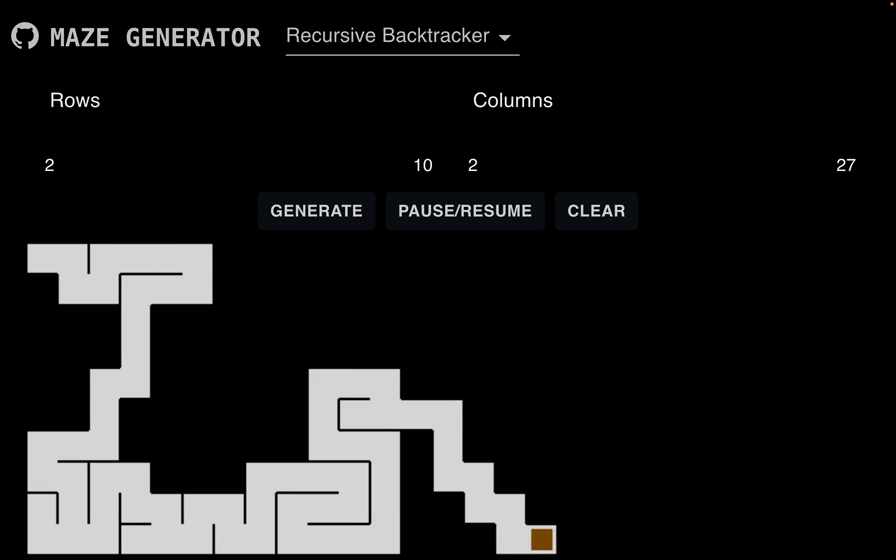 MAZE GENERATOR Recursive Backtracker
Rows Columns
2 10 2 27
GENERATE PAUSE/RESUME CLEAR